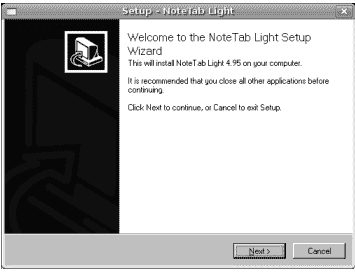 Setup - NoteTab Light
Welcome to the NoteTab Light Setup
Wizard
This will install NoteTab Light 4.95 on your computer.
It is recommended that you close all other applications before
continuing.
Click Next to continue, or Cancel to exit Setup.
Next > Cancel